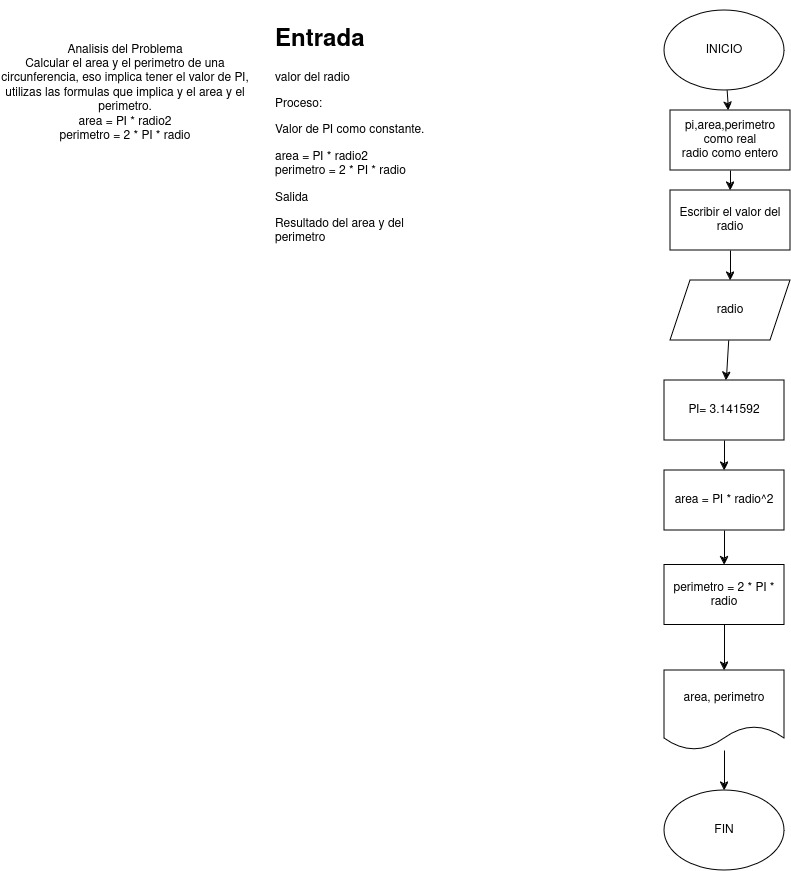 Analisis del Problema
Calcular el area y el perimetro de una
circunferencia, eso implica tener el valor de PI,
utilizas las formulas que implica y el area y el
perimetro.
area = PI * radio2
perimetro = 2 * PI * radio
Entrada
valor del radio
Proceso:
Valor de PI como constante.
area = PI * radio2
perimetro = 2 * PI * radio
Salida
Resultado del area y del
perimetro
INICIO
pi,area,perimetro
como real
radio como entero
Escribir el valor del
radio
radio
PI= 3.141592
area = PI * radio^2
perimetro = 2 * PI *
radio
area, perimetro
FIN